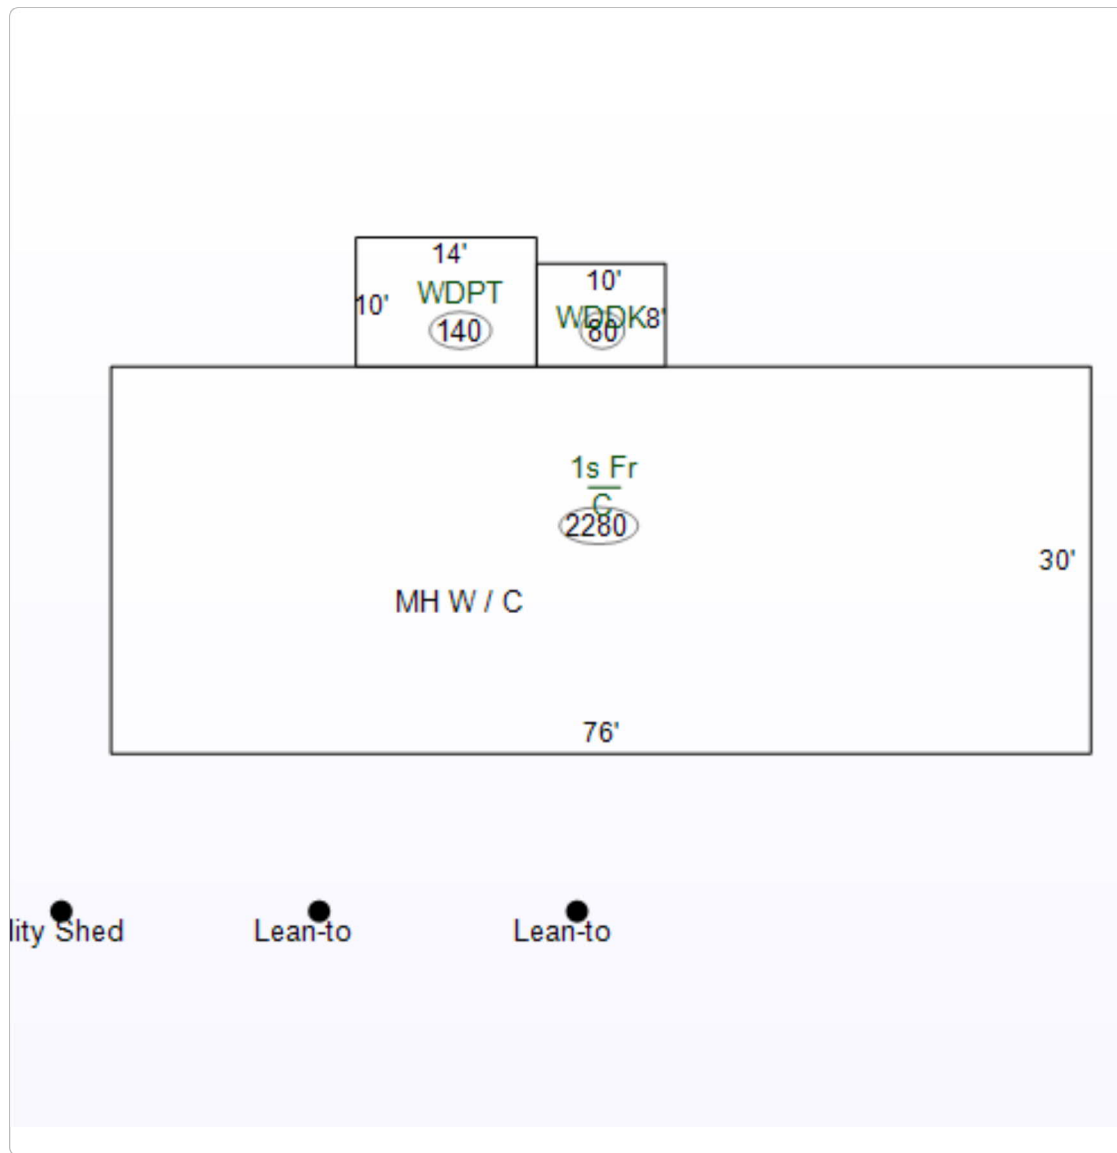 14'
10'
WDPT
140
10'
WDDK
8'
80
1s Fr
C
2280
30'
MH W / C
76'
lity Shed
Lean-to
Lean-to